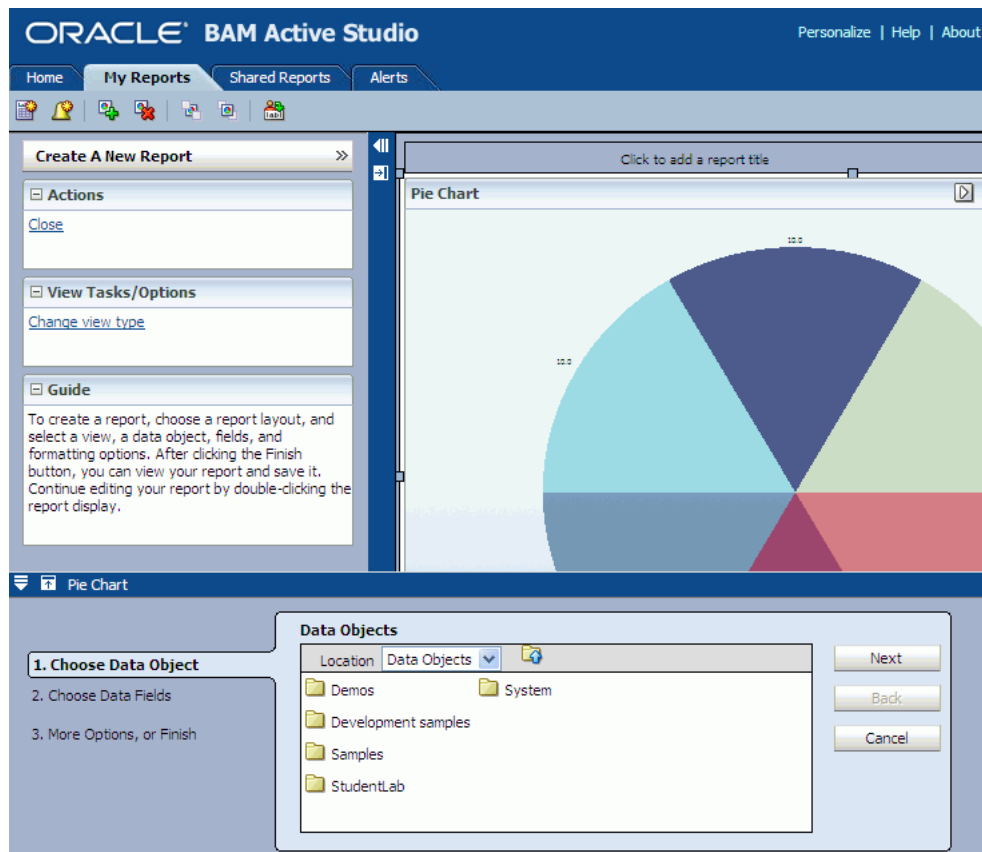 ORACLE BAM Active Studio
Personalize | Help | About
Home My Reports Shared Reports Alerts
Create A New Report »
Actions
Close
View Tasks/Options
Change view type
Guide
To create a report, choose a report layout, and
select a view, a data object, fields, and
formatting options. After clicking the Finish
button, you can view your report and save it.
Continue editing your report by double-clicking the
report display.
Click to add a report title
Pie Chart
10.0
10.0
Pie Chart
1. Choose Data Object
2. Choose Data Fields
3. More Options, or Finish
Data Objects
Location Data Objects
Demos System
Development samples
Samples
StudentLab
Next
Back
Cancel